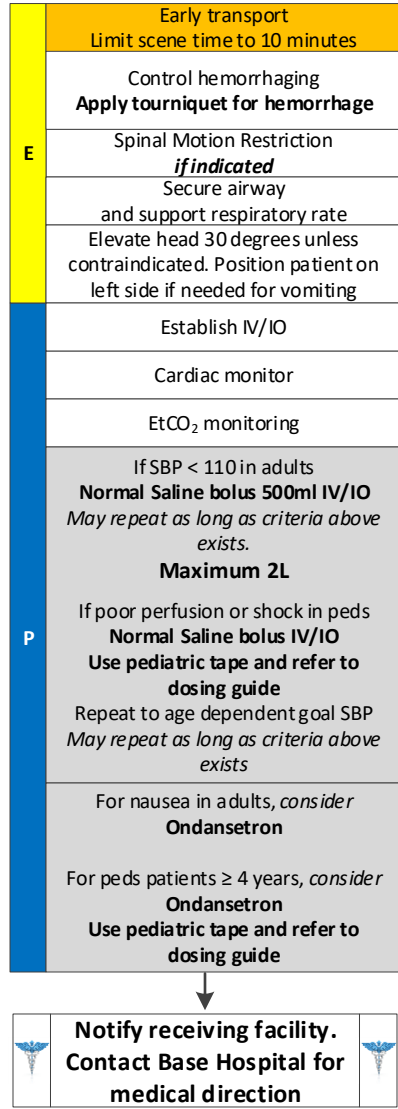 Early transport
Limit scene time to 10 minutes
E
Control hemorrhaging
Apply tourniquet for hemorrhage
Spinal Motion Restriction
if indicated
Secure airway
and support respiratory rate
Elevate head 30 degrees unless
contraindicated. Position patient on
left side if needed for vomiting
P
Establish IV/IO
Cardiac monitor
EtCO₂ monitoring
If SBP < 110 in adults
Normal Saline bolus 500ml IV/IO
May repeat as long as criteria above
exists.
Maximum 2L
If poor perfusion or shock in peds
Normal Saline bolus IV/IO
Use pediatric tape and refer to
dosing guide
Repeat to age dependent goal SBP
May repeat as long as criteria above
exists
For nausea in adults, consider
Ondansetron
For peds patients ≥ 4 years, consider
Ondansetron
Use pediatric tape and refer to
dosing guide
Notify receiving facility.
Contact Base Hospital for
medical direction